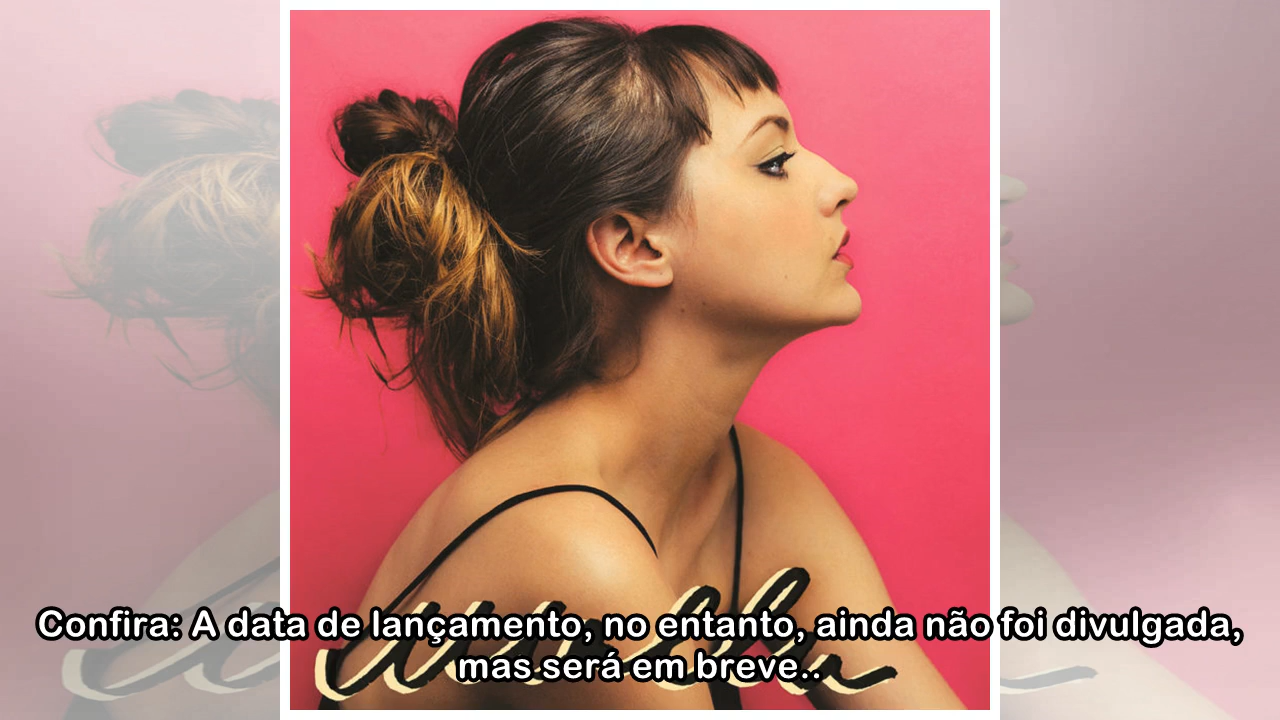 Confira: A data de lançamento, no entanto, ainda não foi divulgada,
mas será em breve..